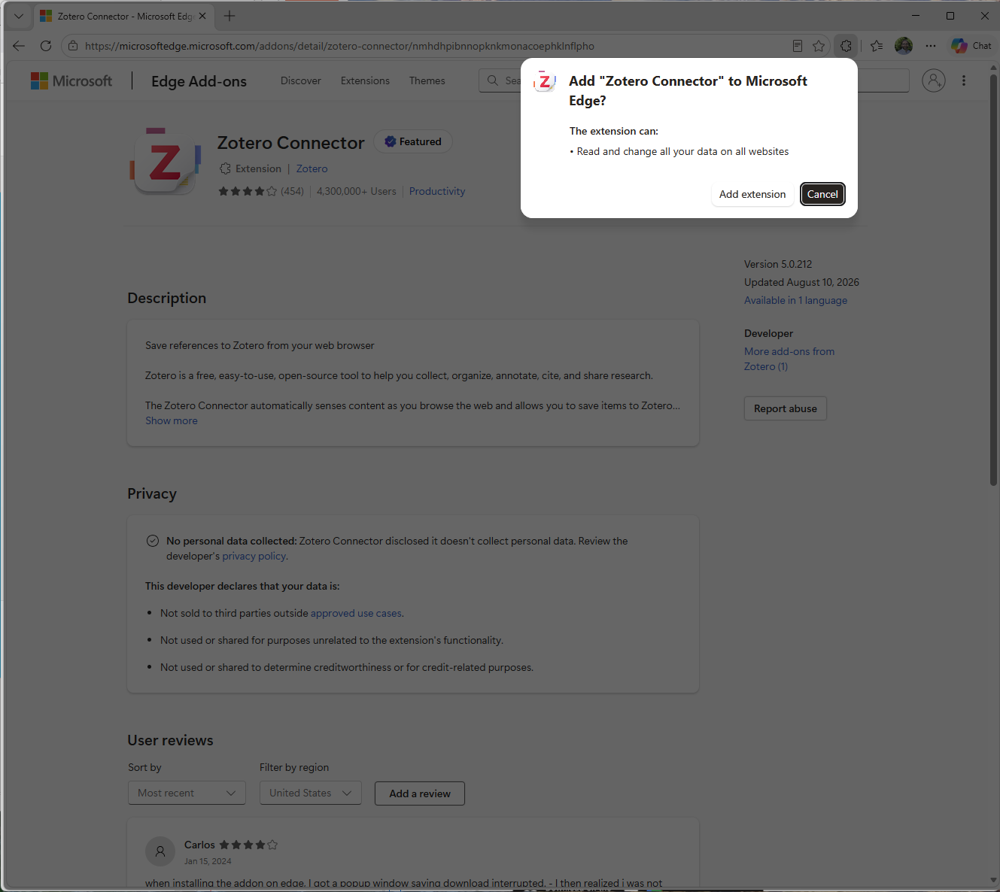 Zotero Connector - Microsoft Edg
https://microsoftedge.microsoft.com/addons/detail/zotero-connector/nmhdhpibnnopknkmonacoephklnflpho
Chat
Microsoft
Edge Add-ons
Discover
Extensions
Themes
Sea
Add "Zotero Connector" to Microsoft
Edge?
The extension can:
• Read and change all your data on all websites
Add extension
Cancel
Zotero Connector
Featured
Extension | Zotero
(454)
4,300,000+ Users
Productivity
Version 5.0.212
Updated August 10, 2026
Available in 1 language
Developer
More add-ons from
Zotero (1)
Report abuse
Description
Save references to Zotero from your web browser
Zotero is a free, easy-to-use, open-source tool to help you collect, organize, annotate, cite, and share research.
The Zotero Connector automatically senses content as you browse the web and allows you to save items to Zotero...
Show more
Privacy
No personal data collected: Zotero Connector disclosed it doesn't collect personal data. Review the
developer's privacy policy.
This developer declares that your data is:
• Not sold to third parties outside approved use cases.
• Not used or shared for purposes unrelated to the extension's functionality.
• Not used or shared to determine creditworthiness or for credit-related purposes.
User reviews
Sort by
Filter by region
Most recent
United States
Add a review
Carlos
Jan 15, 2024
when installing the addon on edge. I got a popup window saying download interrupted. - I then realized i was not